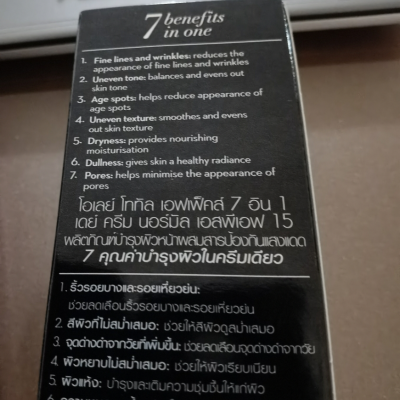 7 benefits
in one
1. Fine lines and wrinkles: reduces the
appearance of fine lines and wrinkles
2. Uneven tone: balances and evens out
skin tone
3. Age spots: helps reduce appearance of
age spots
4. Uneven texture: smoothes and evens
out skin texture
5. Dryness: provides nourishing
moisturisation
6. Dullness: gives skin a healthy radiance
7. Pores: helps minimise the appearance of
pores
โอเลย์ โททัล เอฟเฟ็คส์ 7 อิน 1
เดย์ ครีม นอร์มัล เอสพีเอฟ 15
ผลิตภัณฑ์บำรุงผิวหน้าผสมสารป้องกันแสงแดด
7 คุณค่าบำรุงผิวในครีมเดียว
1. ริ้วรอยบางและรอยเหี่ยวย่น:
ช่วยลดเลือนริ้วรอยบางและรอยเหี่ยวย่น
2. สีผิวที่ไม่สม่ำเสมอ: ช่วยให้สีผิวดูสม่ำเสมอ
3. จุดด่างดำจากวัยที่เพิ่มขึ้น: ช่วยลดเลือนจุดด่างดำจากวัย
4. ผิวหยาบไม่สม่ำเสมอ: ช่วยให้ผิวเรียบเนียน
5. ผิวแห้ง: บำรุงและเติมความชุ่มชื้นให้แก่ผิว